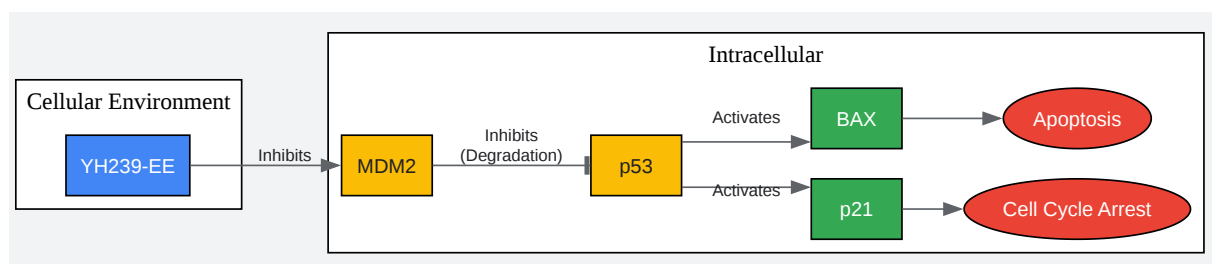 Intracellular
Cellular Environment
YH239-EE
Inhibits
MDM2
Inhibits
(Degradation)
p53
Activates
BAX
Apoptosis
Activates
p21
Cell Cycle Arrest